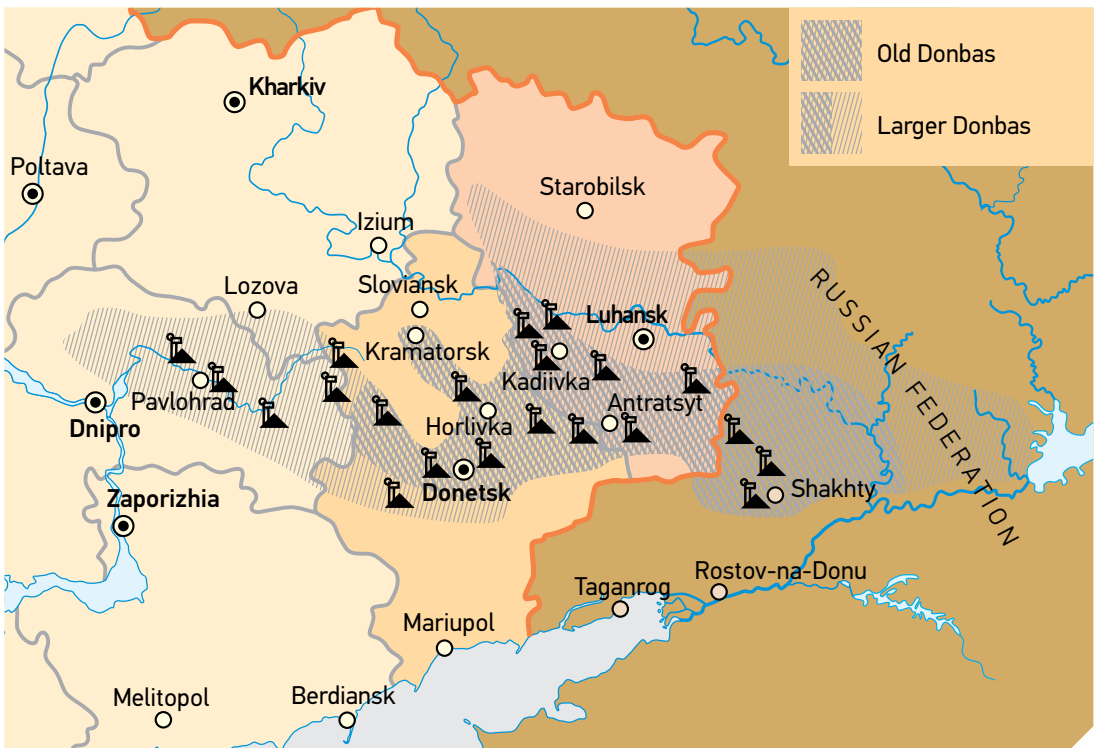 Old Donbas
Larger Donbas
Kharkiv
Poltava
Starobilsk
Izium
Lozova
Sloviansk
Luhansk
Kramatorsk
Kadiivka
Pavlohrad
Antratsyt
Dnipro
Horlivka
Donetsk
Shakhty
Zaporizhia
RUSSIAN FEDERATION
Rostov-na-Donu
Taganrog
Mariupol
Melitopol
Berdiansk